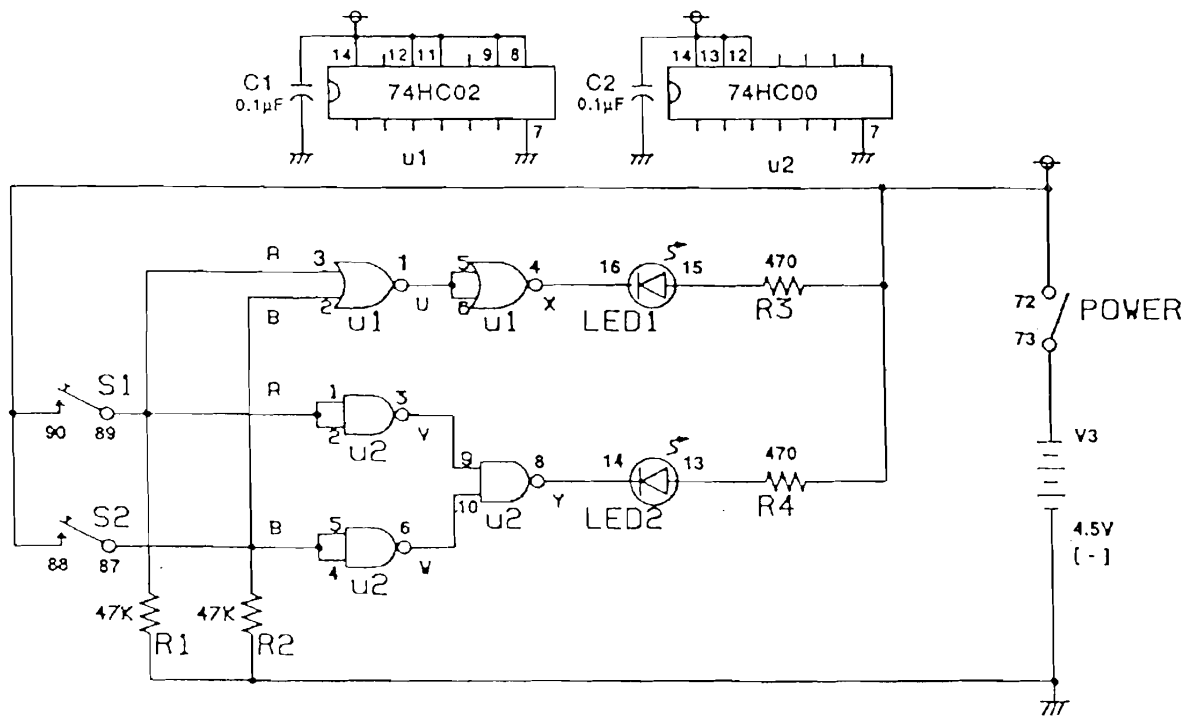 14 12 11 9 8
14 13 12
C1
0.1µF
74HC02
C2
0.1µF
74HC00
7
7
u1
u2
A
3
1
5
4
16
15
470
B
2
u1
U
6
u1
X
LED1
R3
72
73
POWER
S1
A
1
3
90
89
2
V
u2
9
8
14
13
470
V3
10
u2
Y
LED2
R4
S2
B
5
6
88
87
4
W
u2
4.5V
[-]
47K
R1
47K
R2